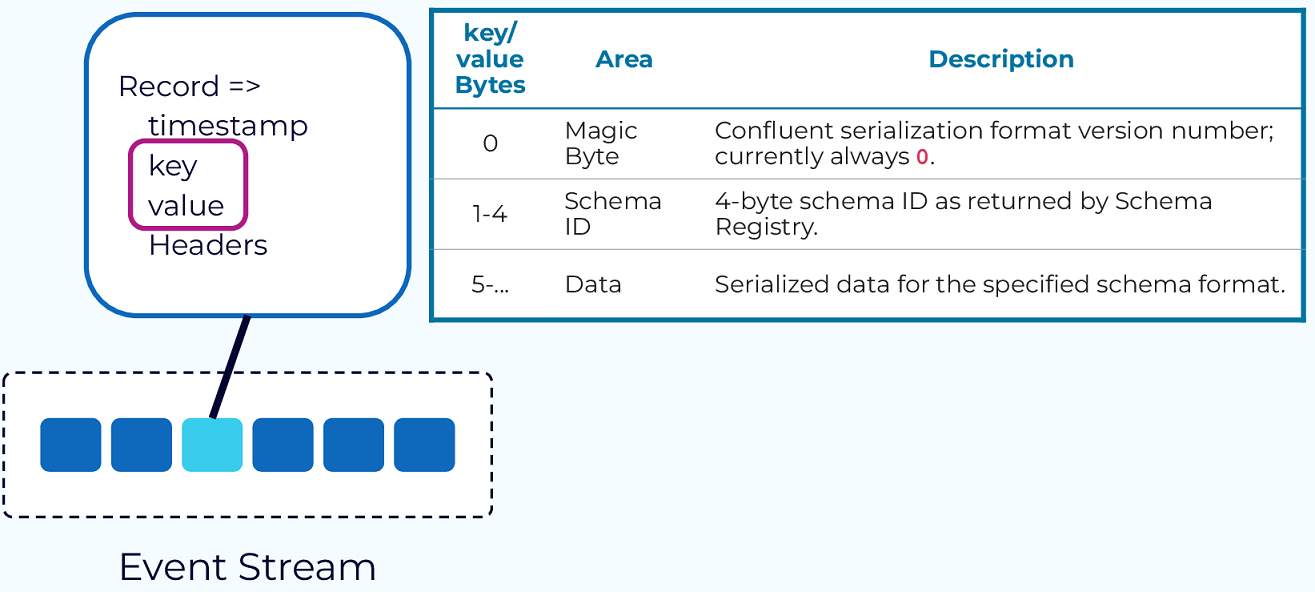 Record =>
timestamp
key
value
Headers
key/
value
Bytes
Area
Description
0
Magic
Byte
Confluent serialization format version number;
currently always 0.
1-4
Schema
ID
4-byte schema ID as returned by Schema
Registry.
5-...
Data
Serialized data for the specified schema format.
Event Stream